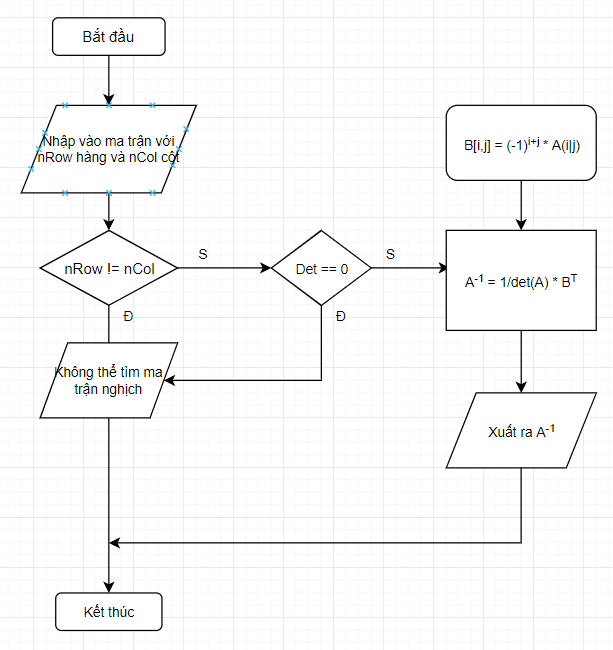 Bắt đầu
Nhập vào ma trận với
nRow hàng và nCol cột
B[i,j] = (-1)^i+j * A(i|j)
nRow != nCol
S
Det == 0
S
A^-1 = 1/det(A) * B^T
Đ
Đ
Không thể tìm ma
trận nghịch
Xuất ra A^-1
Kết thúc